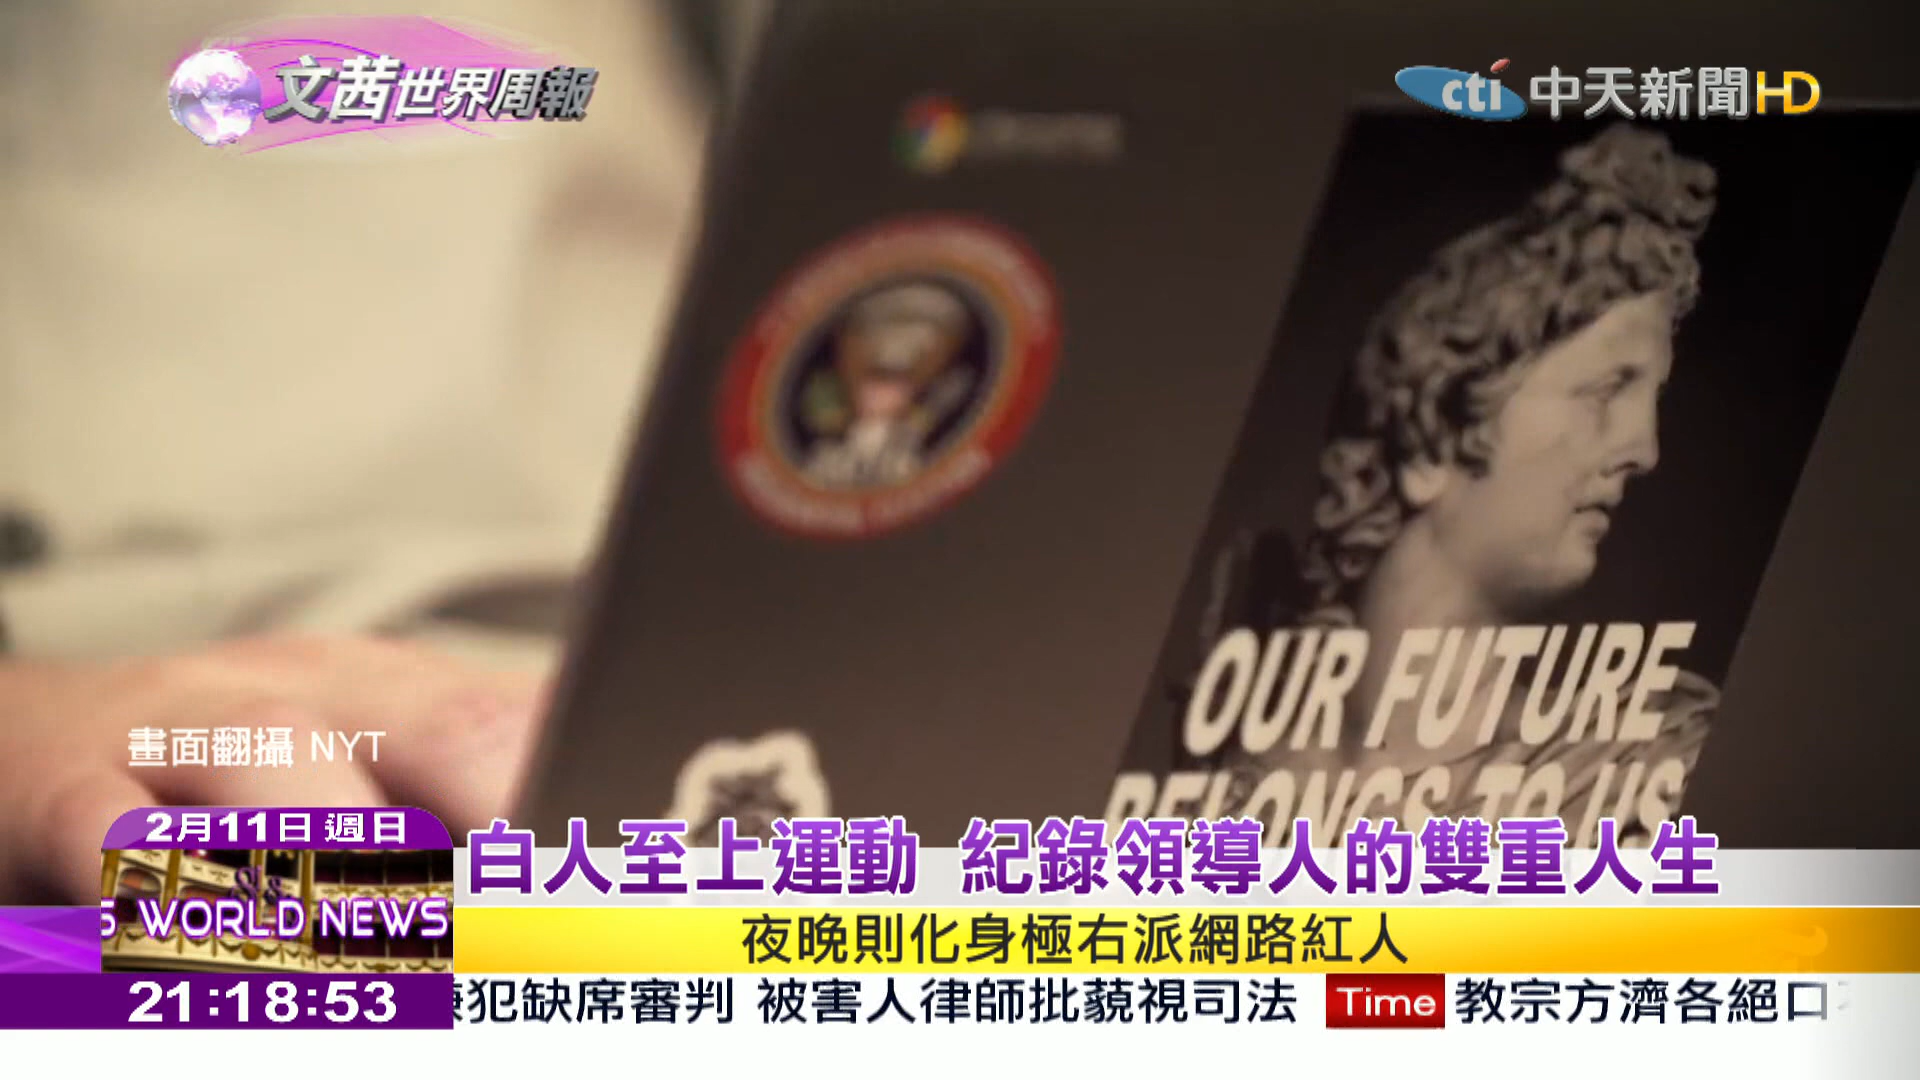 文茜世界周報
cti 中天新聞HD
OUR FUTURE
BELONGS TO US
畫面翻攝 NYT
2月11日 週日
白人至上運動 紀錄領導人的雙重人生
S WORLD NEWS
夜晚則化身極右派網路紅人
21:18:53
犯缺席審判 被害人律師批藐視司法 Time 教宗方濟各絕口